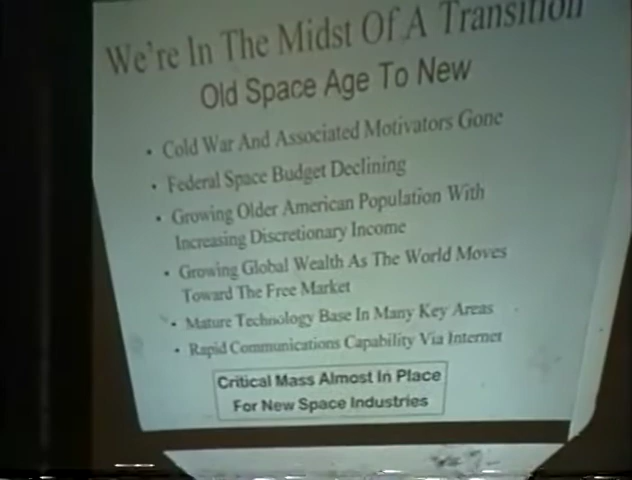 We're In The Midst Of A Transition
Old Space Age To New
• Cold War And Associated Motivators Gone
• Federal Space Budget Declining
• Growing Older American Population With
Increasing Discretionary Income
• Growing Global Wealth As The World Moves
Toward The Free Market
• Mature Technology Base In Many Key Areas
• Rapid Communications Capability Via Internet
Critical Mass Almost In Place
For New Space Industries